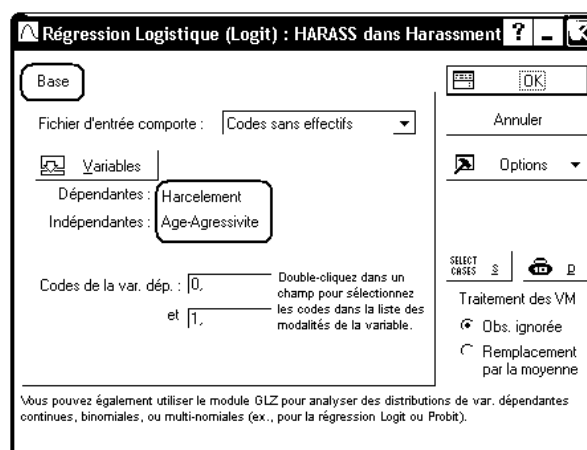 Régression Logistique (Logit) : HARASS dans Harassment ? _
Base
OK
Fichier d'entrée comporte : Codes sans effectifs
Annuler
Variables
Options
Dépendantes : Harcelement
Indépendantes : Age-Agressivite
SELECT CASES S D
Codes de la var. dép. : 0,
et 1,
Double-cliquez dans un
champ pour sélectionnez
les codes dans la liste des
modalités de la variable.
Traitement des VM
Obs. ignorée
Remplacement
par la moyenne
Vous pouvez également utiliser le module GLZ pour analyser des distributions de var. dépendantes
continues, binomiales, ou multi-nomiales (ex., pour la régression Logit ou Probit).